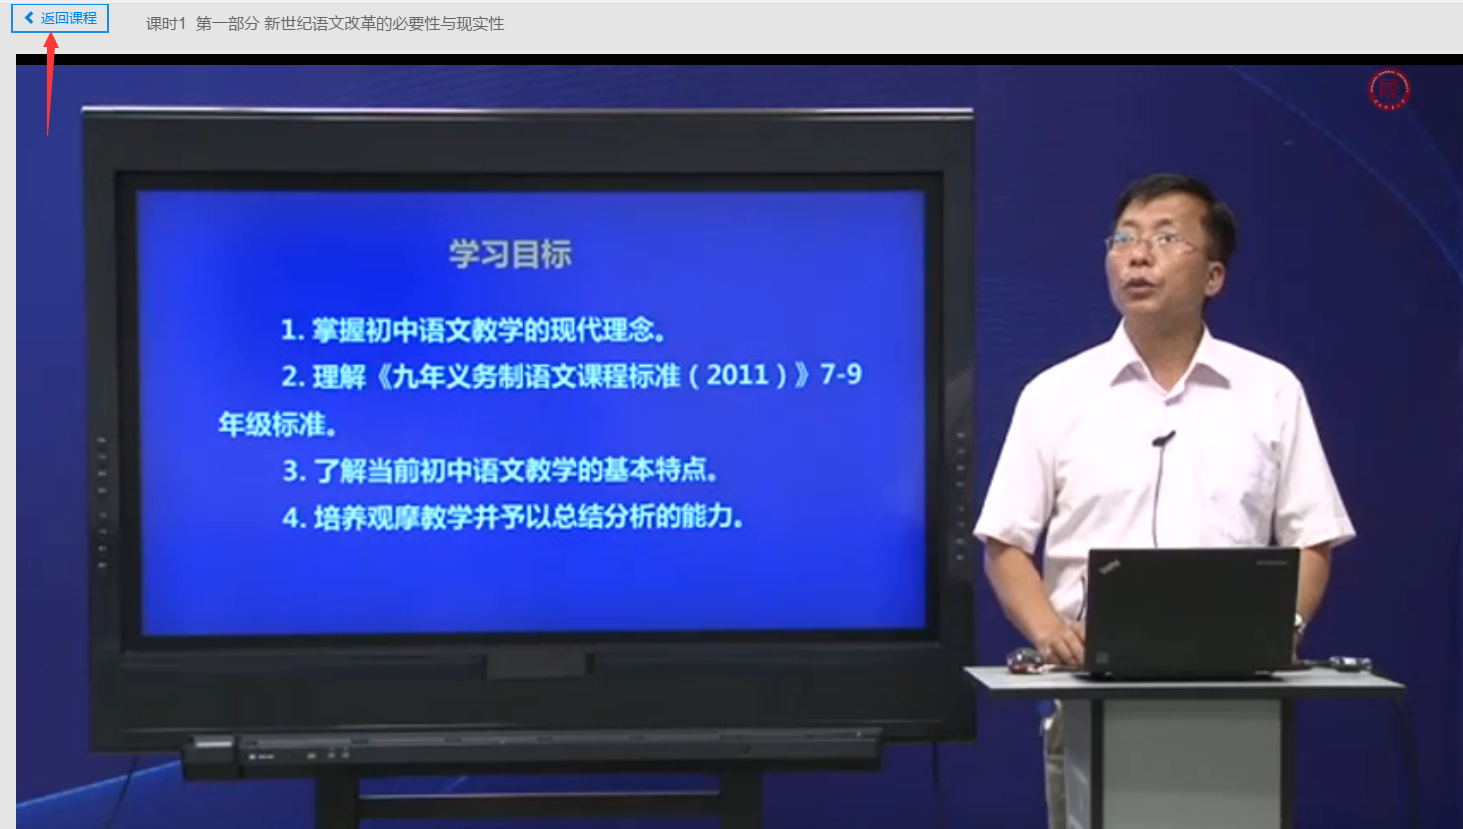 返回课程
课时1 第一部分 新世纪语文改革的必要性与现实性
学习目标
1. 掌握初中语文教学的现代理念。
2. 理解《九年义务制语文课程标准（2011）》7-9
年级标准。
3. 了解当前初中语文教学的基本特点。
4. 培养观摩教学并予以总结分析的能力。